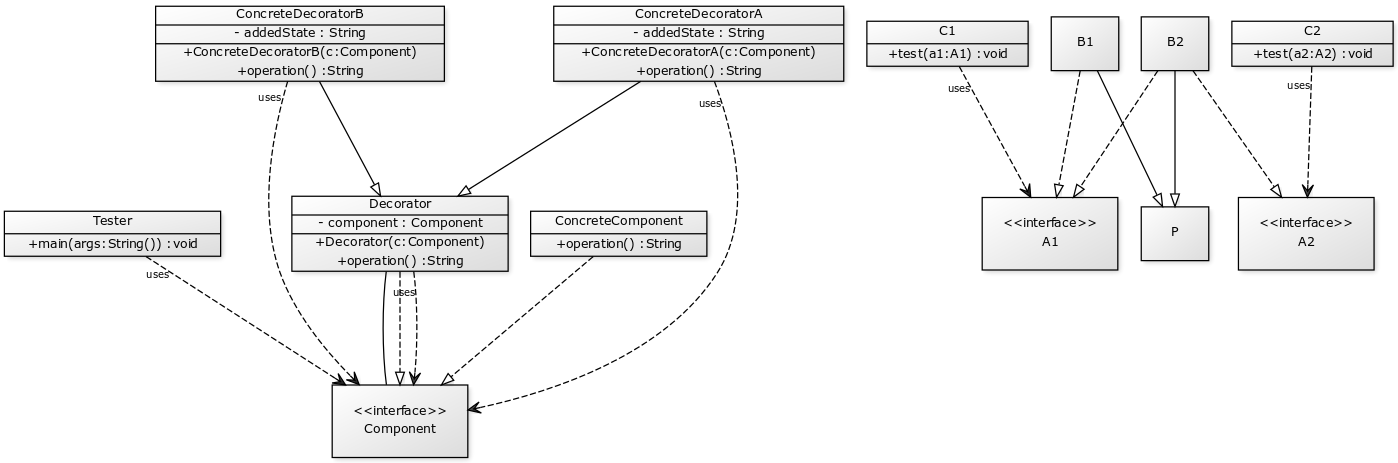 ConcreteDecoratorB
- addedState : String
+ConcreteDecoratorB(c:Component)
+operation() :String
ConcreteDecoratorA
- addedState : String
+ConcreteDecoratorA(c:Component)
+operation() :String
C1
+test(a1:A1) :void
B1
B2
C2
+test(a2:A2) :void
uses
uses
uses
uses
Tester
+main(args:String()) :void
Decorator
- component : Component
+Decorator(c:Component)
+operation() :String
ConcreteComponent
+operation() :String
<<interface>>
A1
P
<<interface>>
A2
uses
uses
<<interface>>
Component